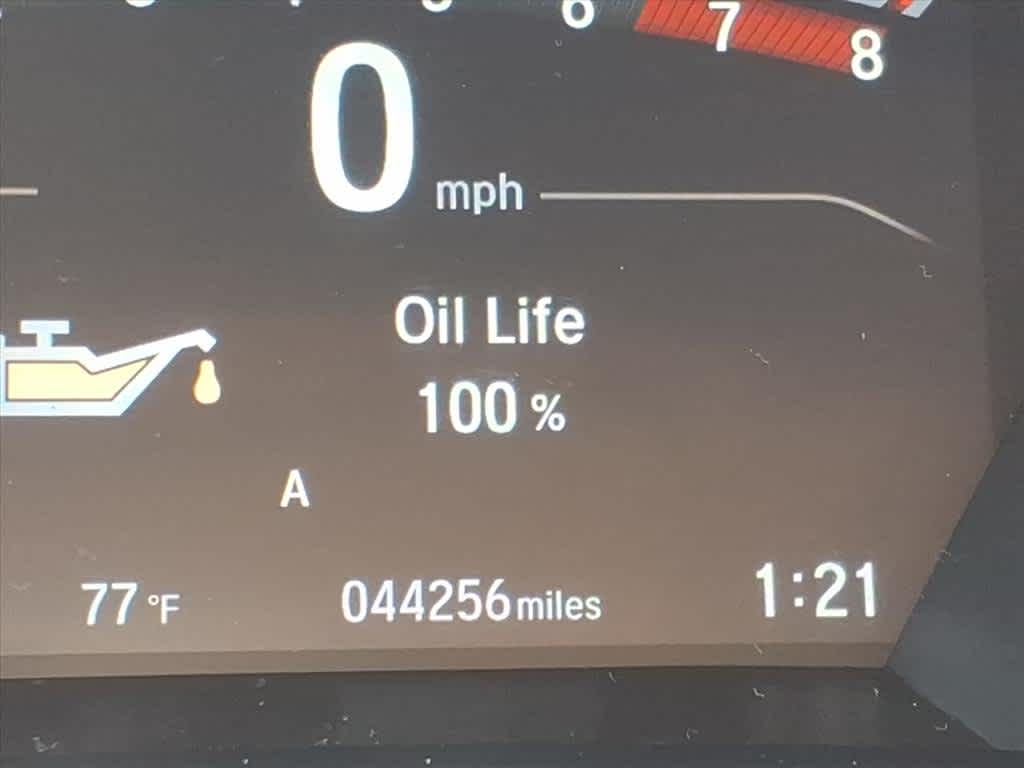 6 7 8
0 mph
Oil Life
100 %
A
77 °F 044256 miles 1:21